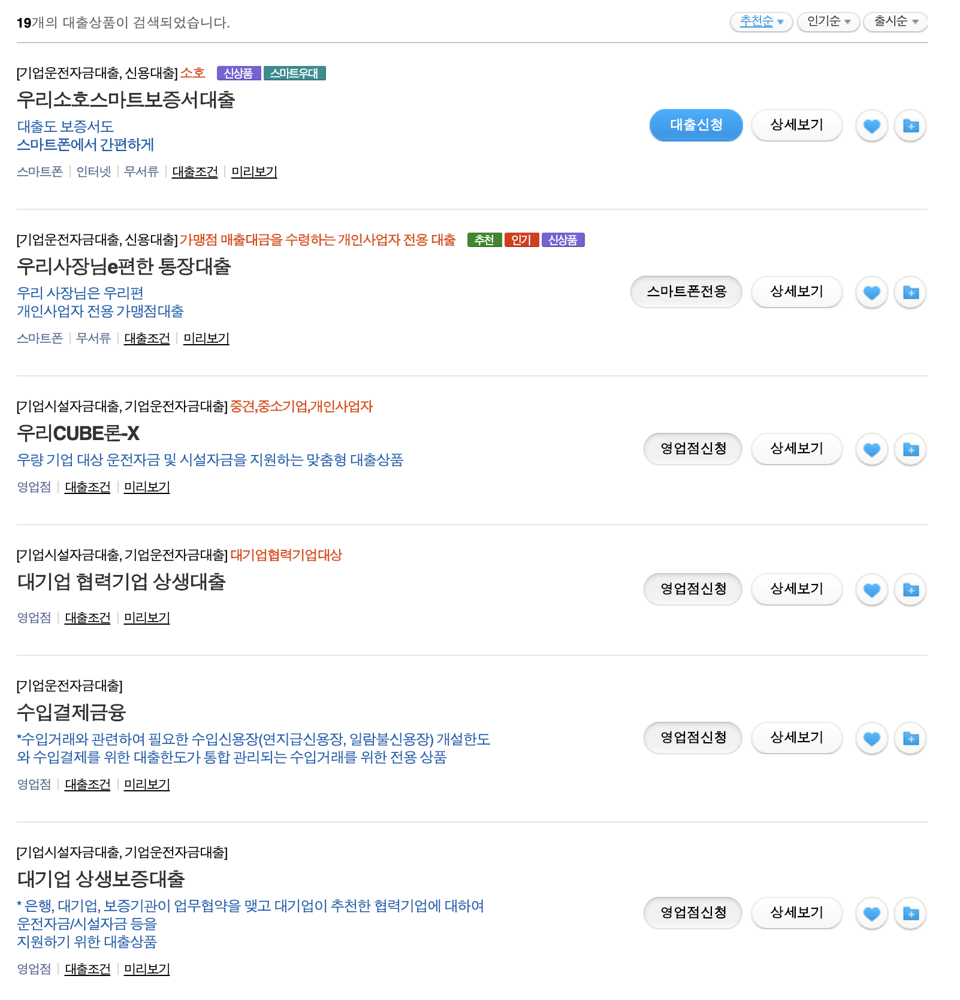 19개의 대출상품이 검색되었습니다. 추천순 인기순 출시순
[기업운전자금대출, 신용대출] 소호 신상품 스마트우대
우리소호스마트보증서대출
대출도 보증서도
스마트폰에서 간편하게
스마트폰 인터넷 무서류 대출조건 미리보기
대출신청 상세보기
[기업운전자금대출, 신용대출] 가맹점 매출대금을 수령하는 개인사업자 전용 대출 추천 인기 신상품
우리사장님e편한 통장대출
우리 사장님은 우리편
개인사업자 전용 가맹점대출
스마트폰 무서류 대출조건 미리보기
스마트폰전용 상세보기
[기업시설자금대출, 기업운전자금대출] 중견,중소기업,개인사업자
우리CUBE론-X
우량 기업 대상 운전자금 및 시설자금을 지원하는 맞춤형 대출상품
영업점 대출조건 미리보기
영업점신청 상세보기
[기업시설자금대출, 기업운전자금대출] 대기업협력기업대상
대기업 협력기업 상생대출
영업점 대출조건 미리보기
영업점신청 상세보기
[기업운전자금대출]
수입결제금융
*수입거래와 관련하여 필요한 수입신용장(연지급신용장, 일람불신용장) 개설한도
와 수입결제를 위한 대출한도가 통합 관리되는 수입거래를 위한 전용 상품
영업점 대출조건 미리보기
영업점신청 상세보기
[기업시설자금대출, 기업운전자금대출]
대기업 상생보증대출
* 은행, 대기업, 보증기관이 업무협약을 맺고 대기업이 추천한 협력기업에 대하여
운전자금/시설자금 등을
지원하기 위한 대출상품
영업점 대출조건 미리보기
영업점신청 상세보기